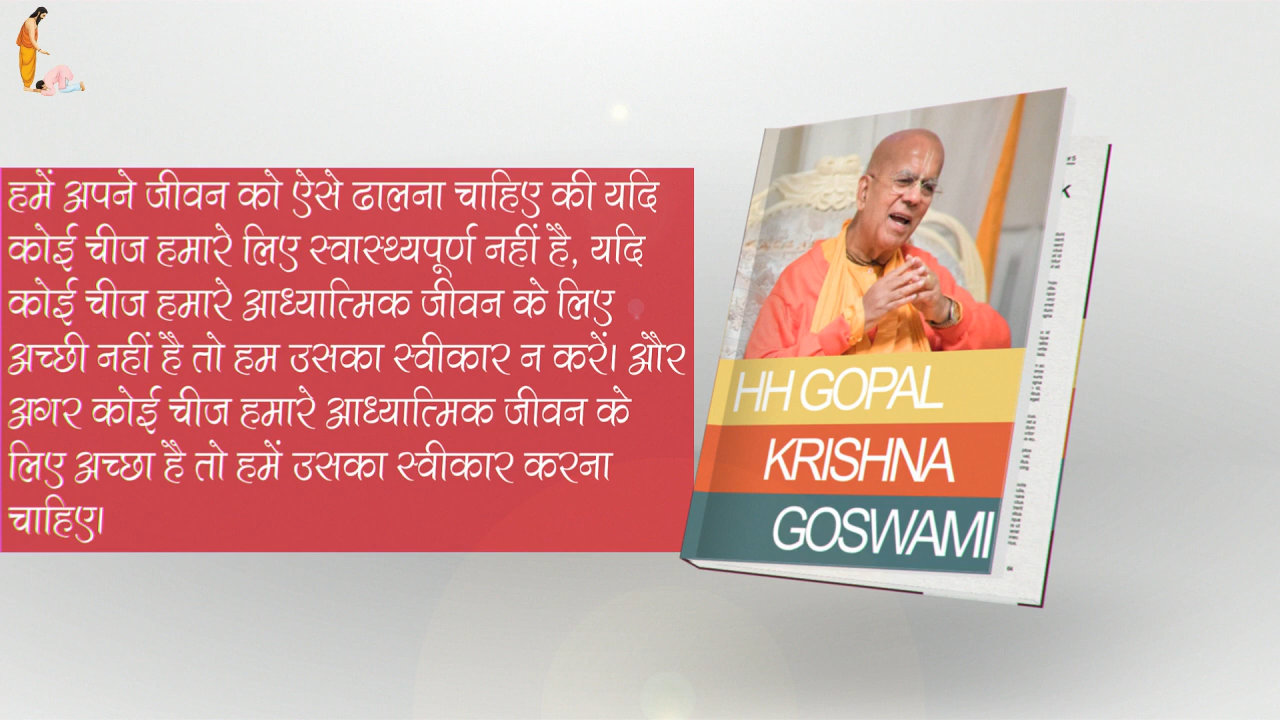 हमें अपने जीवन को ऐसे ढालना चाहिए की यदि
कोई चीज हमारे लिए स्वास्थ्यपूर्ण नहीं है, यदि
कोई चीज हमारे आध्यात्मिक जीवन के लिए
अच्छी नहीं है तो हम उसका स्वीकार न करें। और
अगर कोई चीज हमारे आध्यात्मिक जीवन के
लिए अच्छा है तो हमें उसका स्वीकार करना
चाहिए।
HH GOPAL
KRISHNA
GOSWAMI